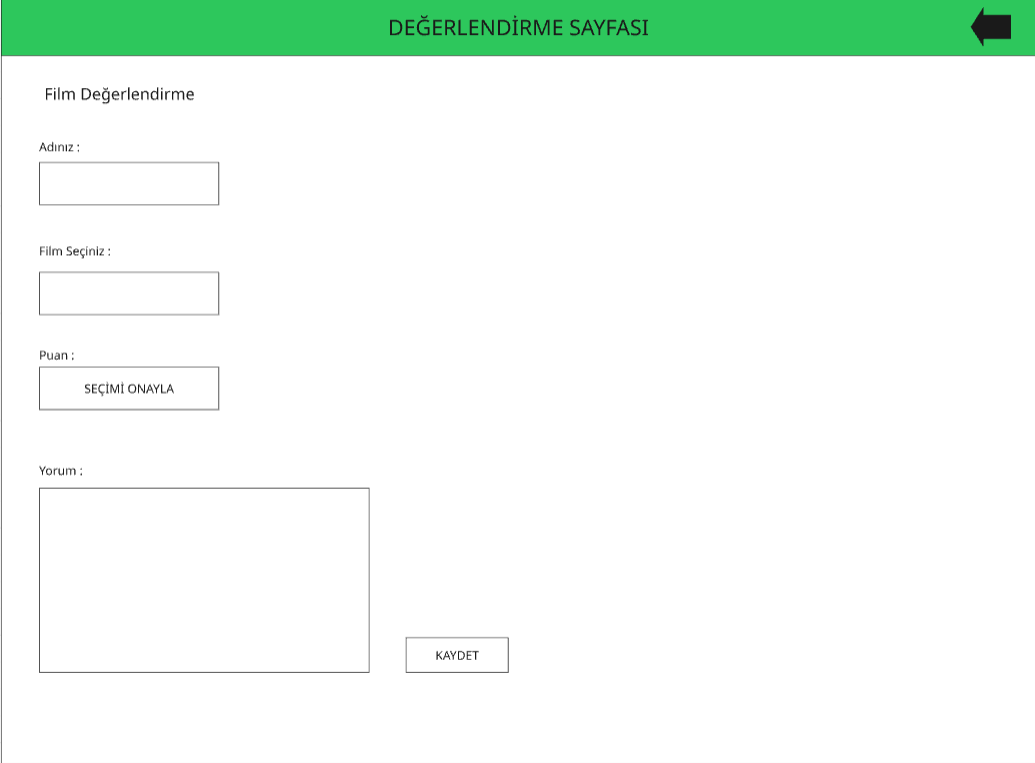 DEĞERLENDİRME SAYFASI
Film Değerlendirme
Adınız :
Film Seçiniz :
Puan :
SEÇİMİ ONAYLA
Yorum :
KAYDET